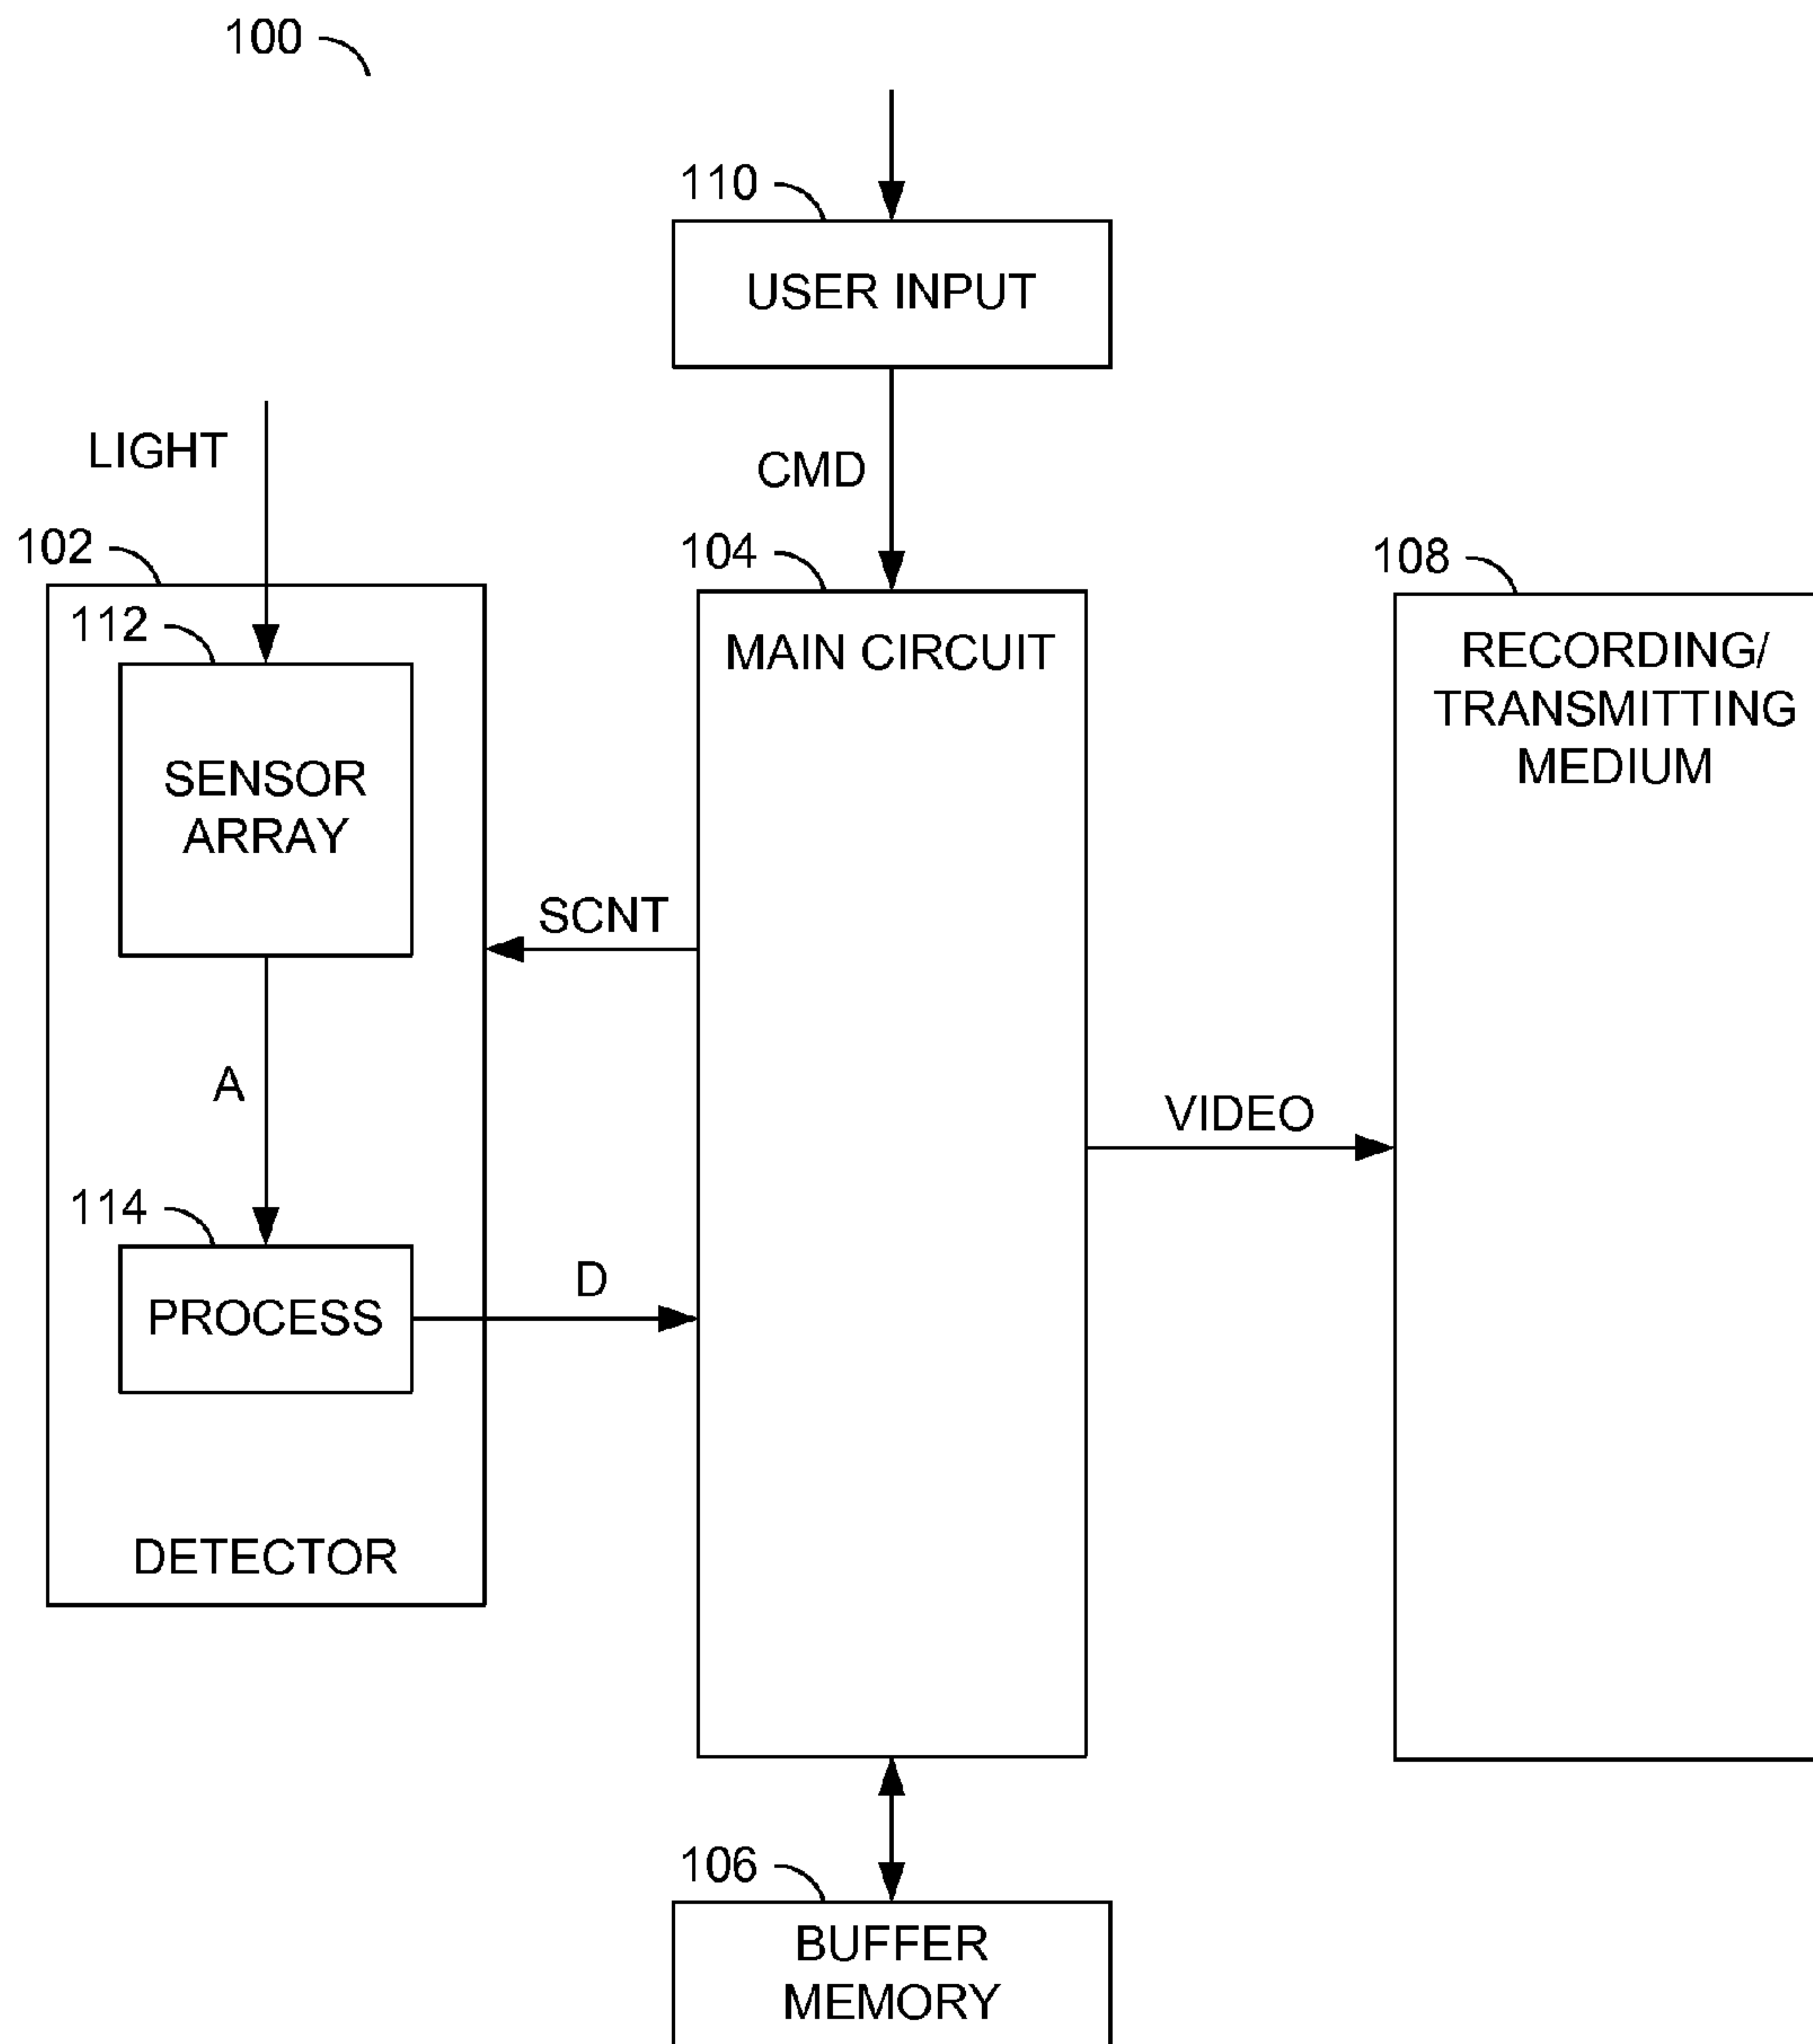 100
110
USER INPUT
LIGHT
CMD
102
104
108
112
MAIN CIRCUIT
RECORDING/
TRANSMITTING
MEDIUM
SENSOR
ARRAY
SCNT
A
VIDEO
114
D
PROCESS
DETECTOR
106
BUFFER
MEMORY